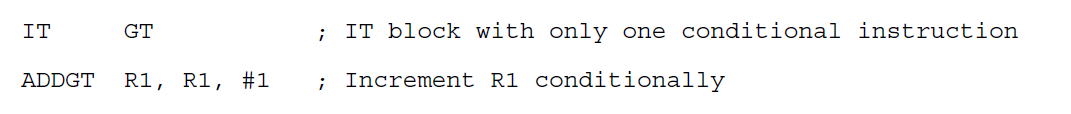 IT GT ; IT block with only one conditional instruction
ADDGT R1, R1, #1 ; Increment R1 conditionally